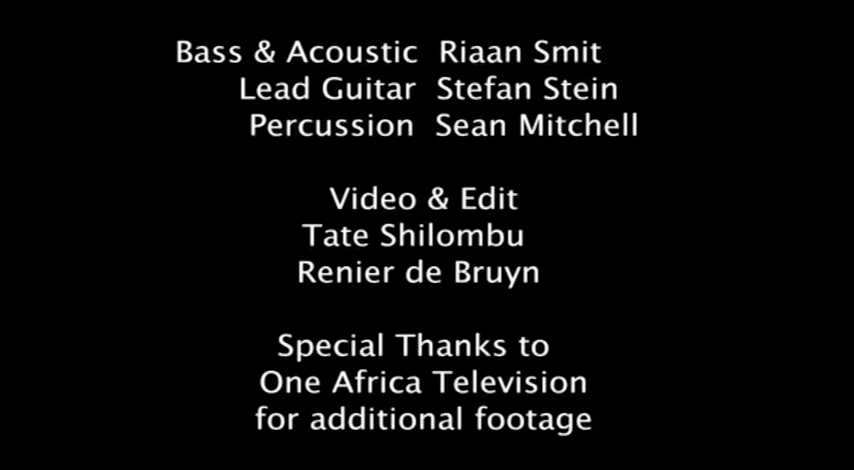 Bass & Acoustic Riaan Smit
Lead Guitar Stefan Stein
Percussion Sean Mitchell
Video & Edit
Tate Shilombu
Renier de Bruyn
Special Thanks to
One Africa Television
for additional footage